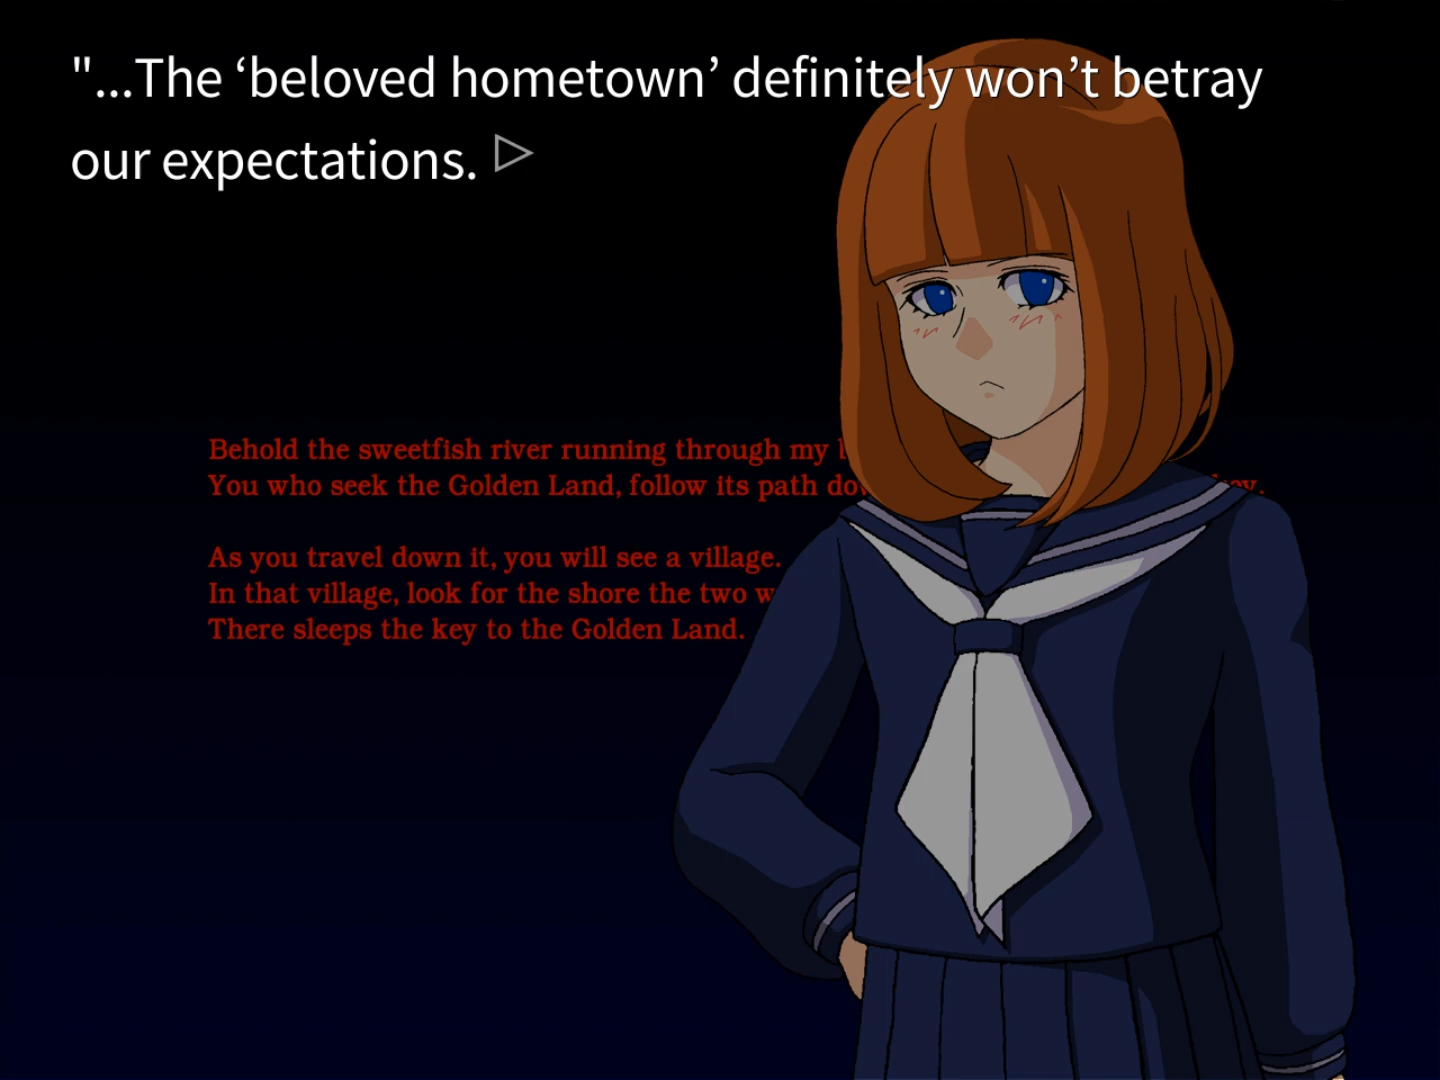 "...The ‘beloved hometown’ definitely won’t betray
our expectations.
Behold the sweetfish river running through my
You who seek the Golden Land, follow its path
As you travel down it, you will see a village.
In that village, look for the shore the two
There sleeps the key to the Golden Land.